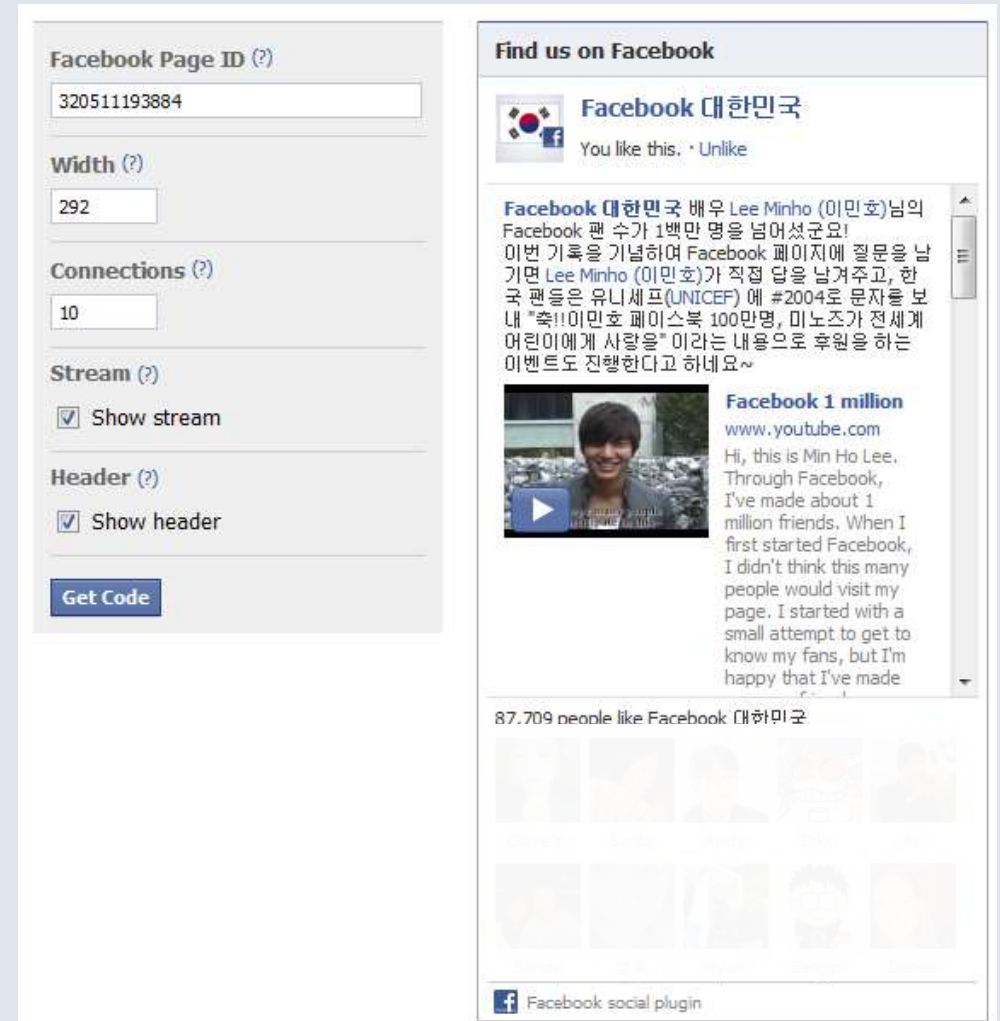 Facebook Page ID (?)
320511193884
Width (?)
292
Connections (?)
10
Stream (?)
Show stream
Header (?)
Show header
Get Code
Find us on Facebook
Facebook 대한민국
You like this. · Unlike
Facebook 대한민국 배우 Lee Minho (이민호)님의
Facebook 팬 수가 1백만 명을 넘어섰군요!
이번 기록을 기념하여 Facebook 페이지에 질문을 남
기면 Lee Minho (이민호)가 직접 답을 남겨주고, 한
국 팬들은 유니세프(UNICEF) 에 #2004로 문자를 보
내 "축!!이민호 페이스북 100만명, 미노즈가 전세계
어린이에게 사랑을" 이라는 내용으로 후원을 하는
이벤트도 진행한다고 하네요~
Facebook 1 million
www.youtube.com
Hi, this is Min Ho Lee.
Through Facebook,
I've made about 1
million friends. When I
first started Facebook,
I didn't think this many
people would visit my
page. I started with a
small attempt to get to
know my fans, but I'm
happy that I've made
87,709 people like Facebook 대한민국
Facebook social plugin